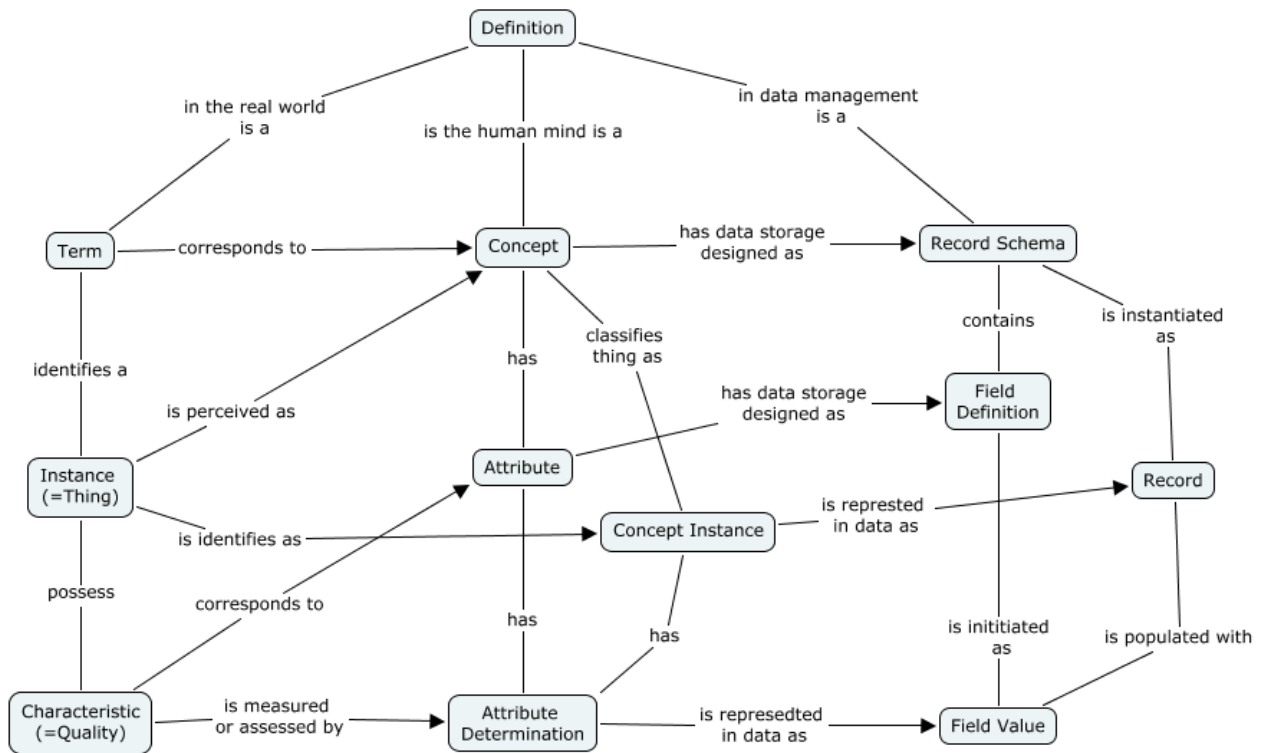 Definition
in the real world
is a
is the human mind is a
in data management
is a
Term
corresponds to
Concept
has data storage
designed as
Record Schema
identifies a
is perceived as
has
classifies
thing as
contains
is instantiated
as
has data storage
designed as
Field
Definition
Instance
(=Thing)
Attribute
Record
is identifies as
Concept Instance
is represted
in data as
possess
corresponds to
has
has
is inititiated
as
is populated with
Characteristic
(=Quality)
is measured
or assessed by
Attribute
Determination
is represedted
in data as
Field Value